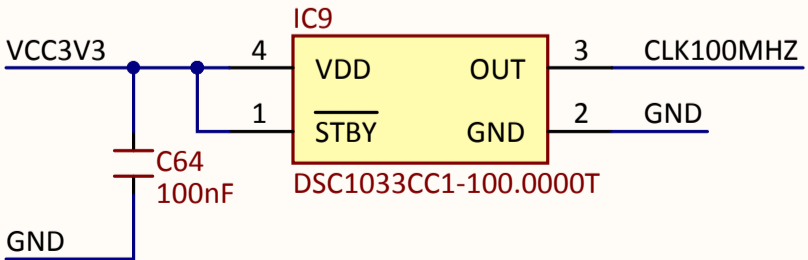 IC9
VCC3V3 4 VDD OUT 3 CLK100MHZ
1 STBY GND 2 GND
C64
100nF
DSC1033CC1-100.0000T
GND